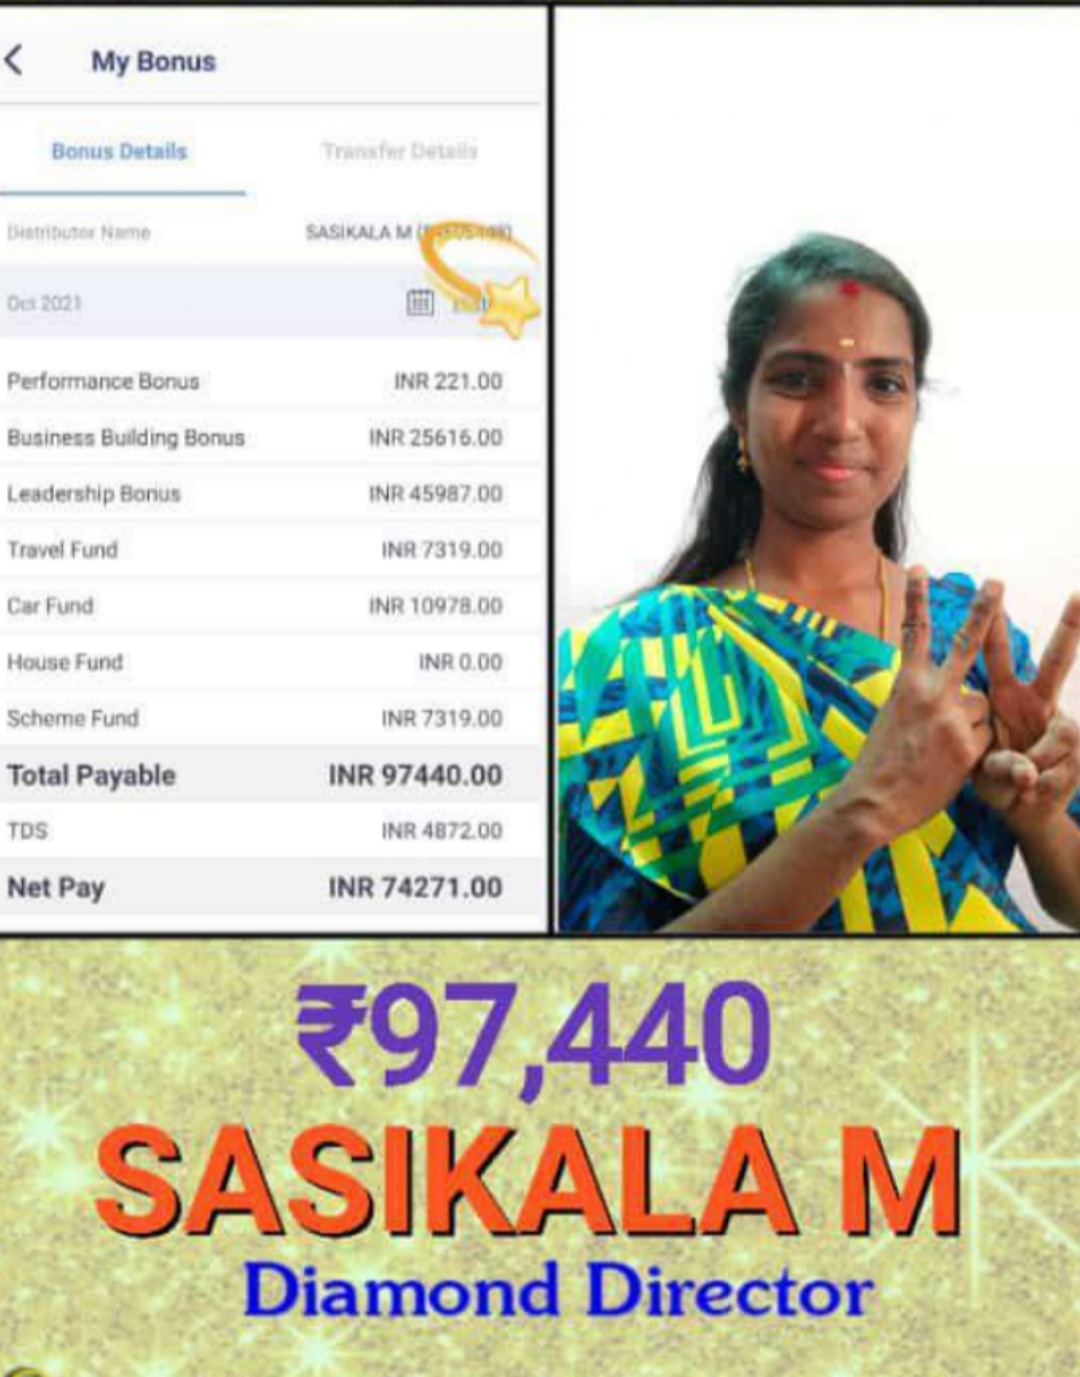 My Bonus
Bonus Details Transfer Details
Distributor Name SASIKALA M
Oct 2021
Performance Bonus INR 221.00
Business Building Bonus INR 25616.00
Leadership Bonus INR 45987.00
Travel Fund INR 7319.00
Car Fund INR 10978.00
House Fund INR 0.00
Scheme Fund INR 7319.00
Total Payable INR 97440.00
TDS INR 4872.00
Net Pay INR 74271.00
₹97,440
SASIKALA M
Diamond Director